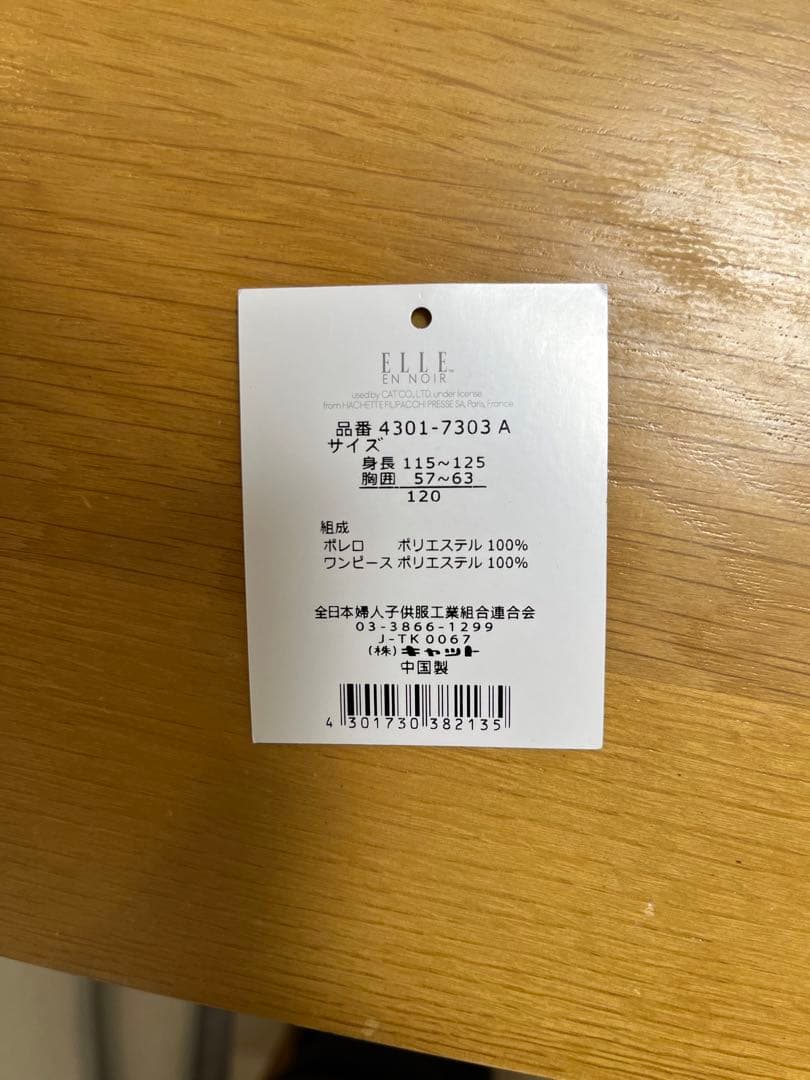 ELLE™
EN NOIR
used by CAT CO., LTD. under license
from HACHETTE FILIPACCHI PRESSE SA, Paris, France
品番 4301-7303 A
サイズ
身長 115~125
胸囲 57~63
120
組成
ボレロ ポリエステル 100%
ワンピース ポリエステル 100%
全日本婦人子供服工業組合連合会
03-3866-1299
J-TK0067
(株)キャット
中国製
4 301730 382135